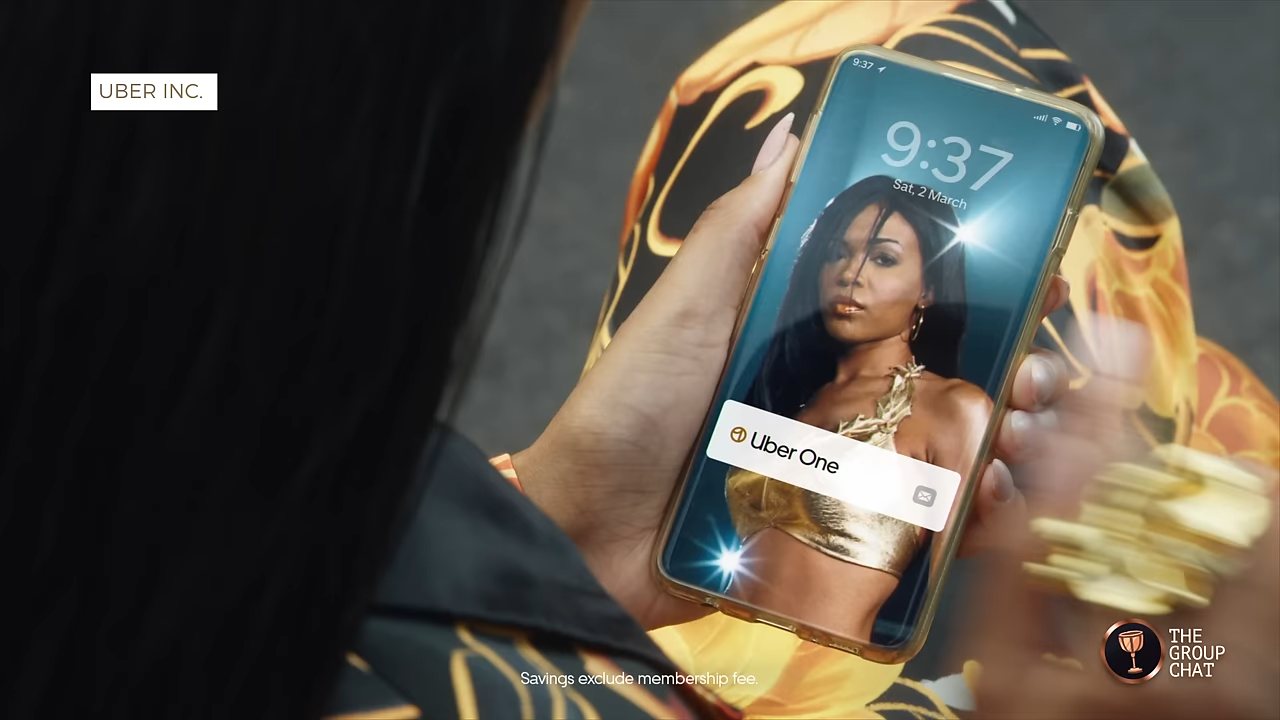 UBER INC.
9:37
9:37
Sat, 2 March
Uber One
THE
GROUP
CHAT
Savings exclude membership fee.